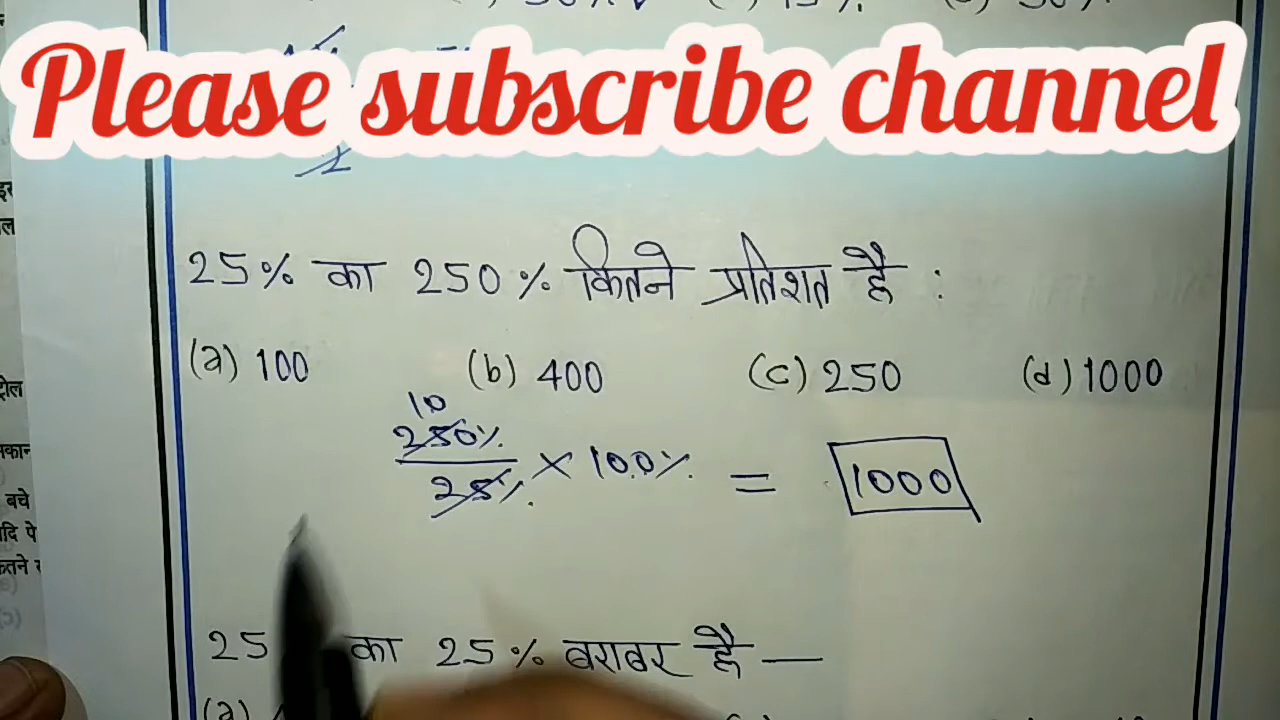 Please subscribe channel
25% का 250% कितने प्रतिशत है :
(a) 100 (b) 400 (c) 250 (d) 1000
10
250%
25%
× 100% = 1000
25 का 25% बराबर है —
(a)